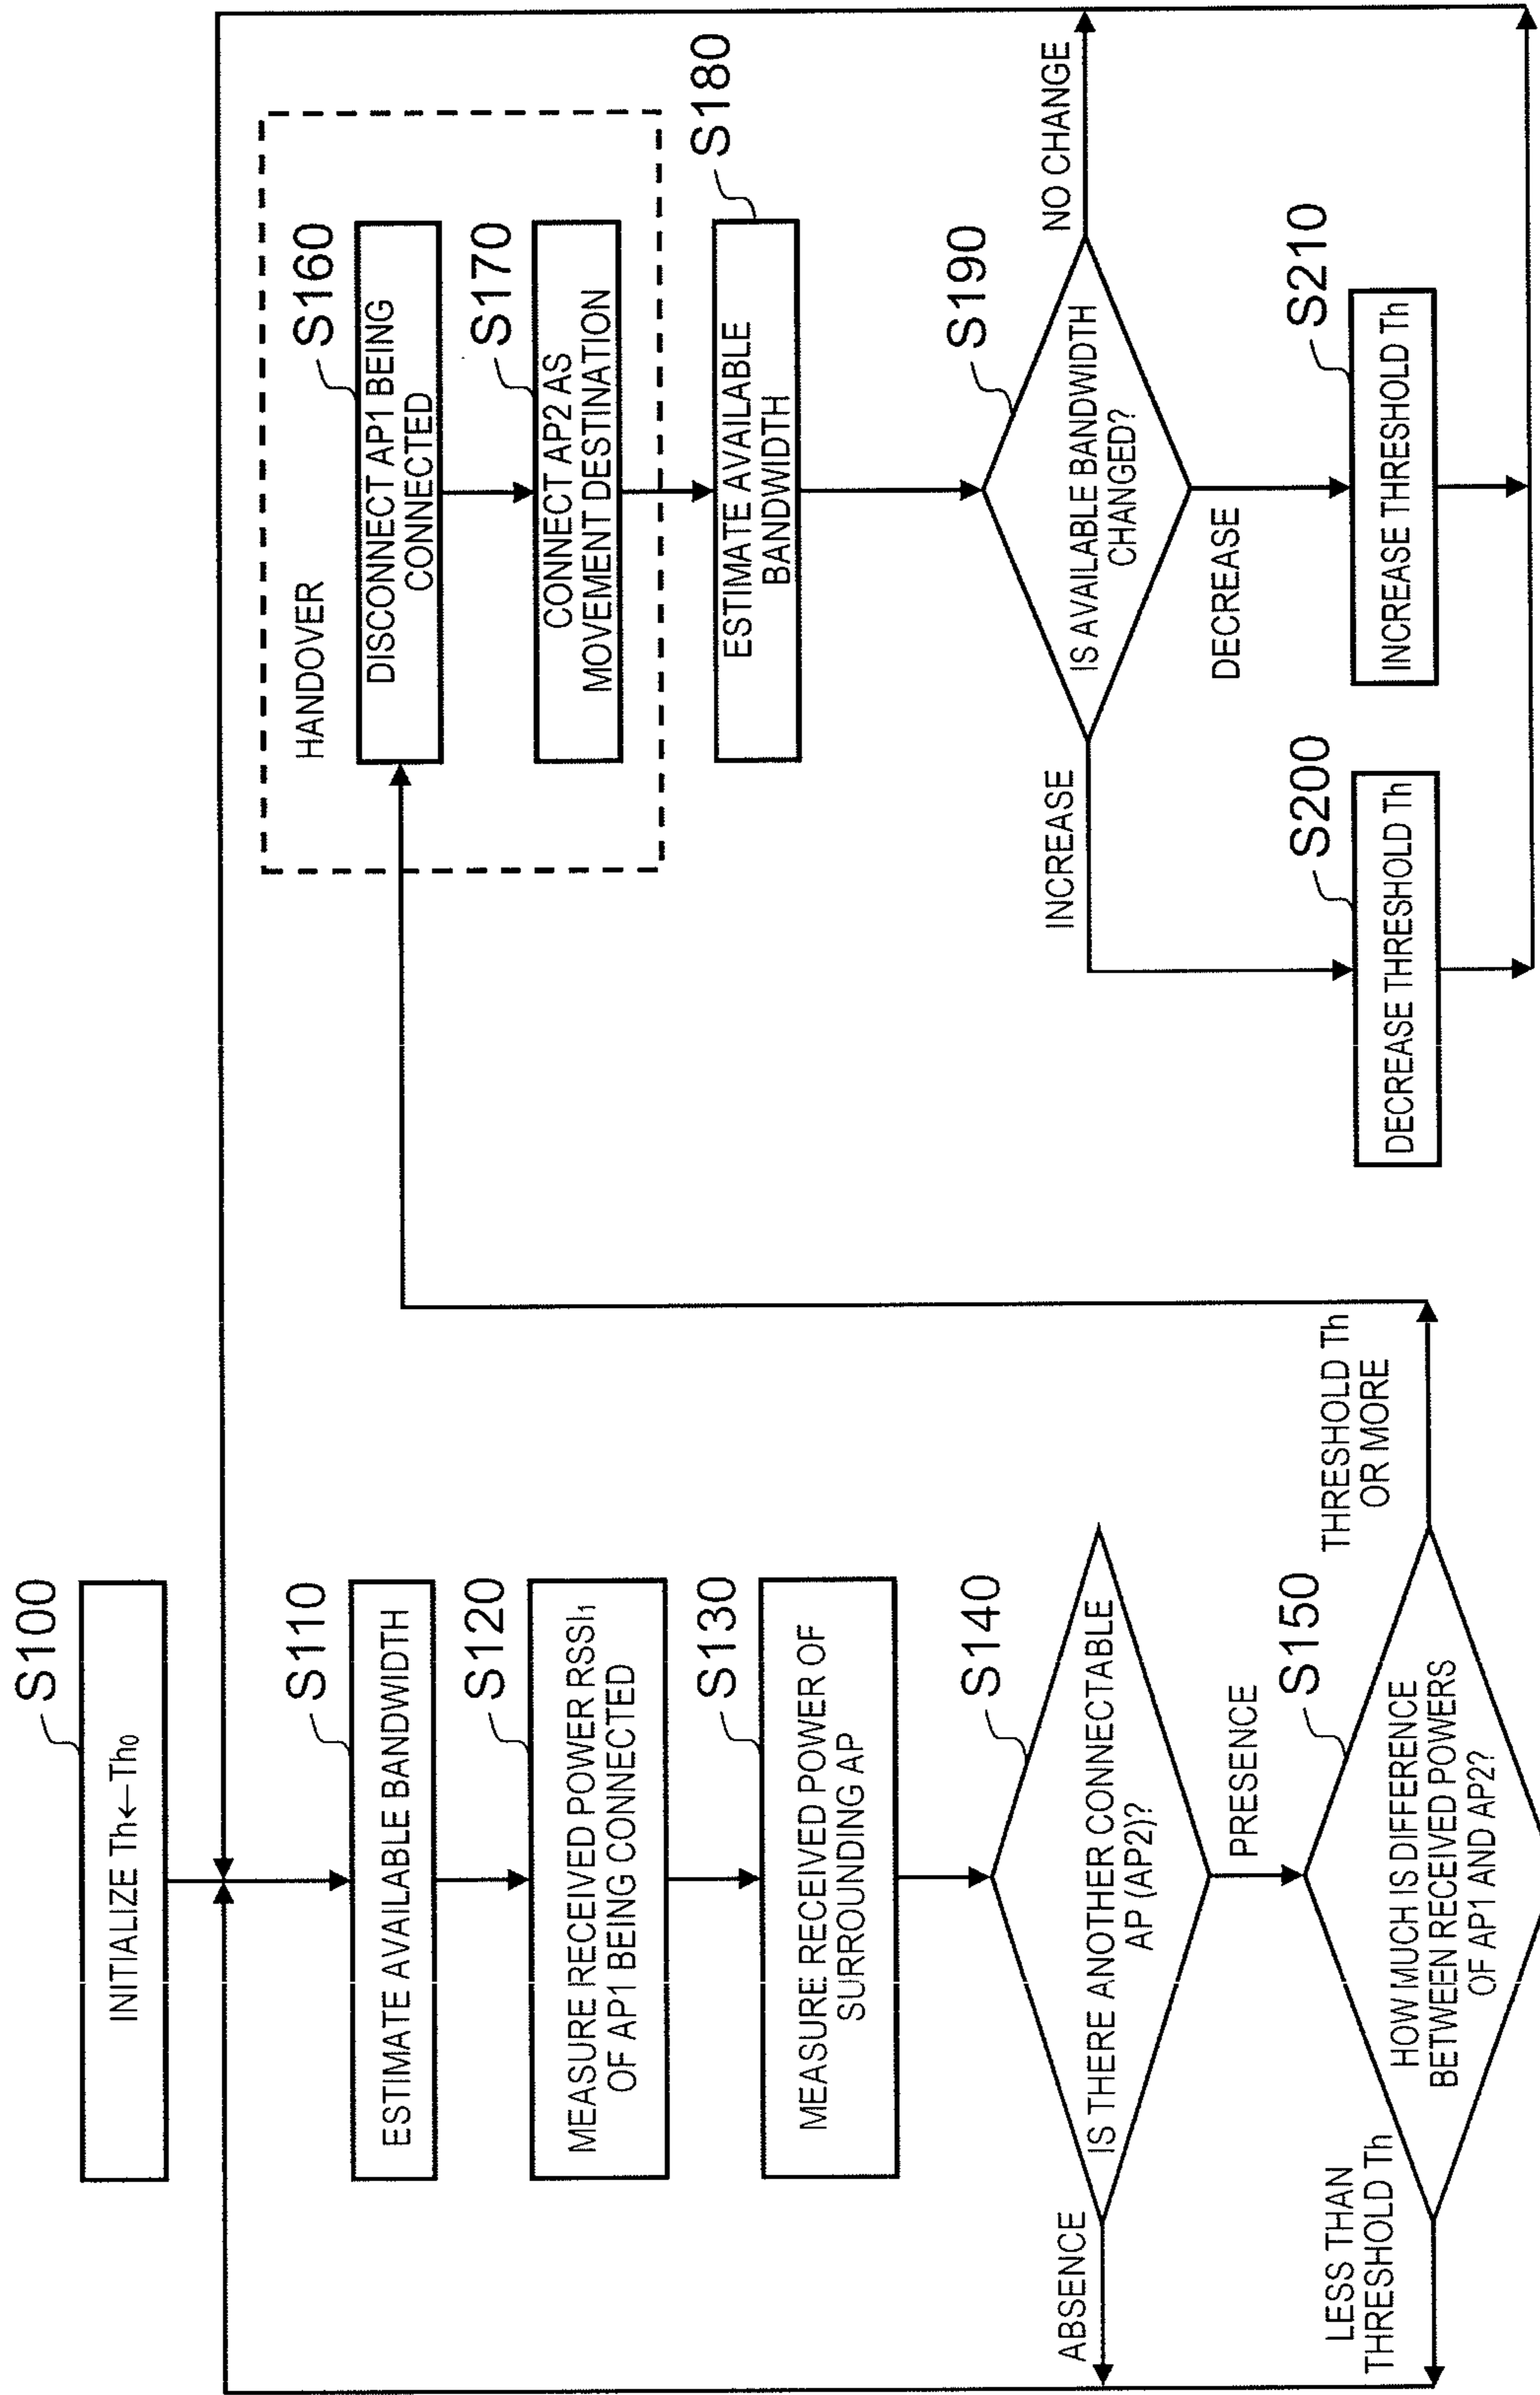 S100
INITIALIZE Th←Th0
S110
ESTIMATE AVAILABLE BANDWIDTH
S120
MEASURE RECEIVED POWER RSSI1
OF AP1 BEING CONNECTED
S130
MEASURE RECEIVED POWER OF
SURROUNDING AP
S140
IS THERE ANOTHER CONNECTABLE
AP (AP2)?
ABSENCE
PRESENCE
S150
HOW MUCH IS DIFFERENCE
BETWEEN RECEIVED POWERS
OF AP1 AND AP2?
LESS THAN
THRESHOLD Th
THRESHOLD Th
OR MORE
HANDOVER
S160
DISCONNECT AP1 BEING
CONNECTED
S170
CONNECT AP2 AS
MOVEMENT DESTINATION
S180
ESTIMATE AVAILABLE
BANDWIDTH
S190
IS AVAILABLE BANDWIDTH
CHANGED?
INCREASE
NO CHANGE
DECREASE
S200
DECREASE THRESHOLD Th
S210
INCREASE THRESHOLD Th